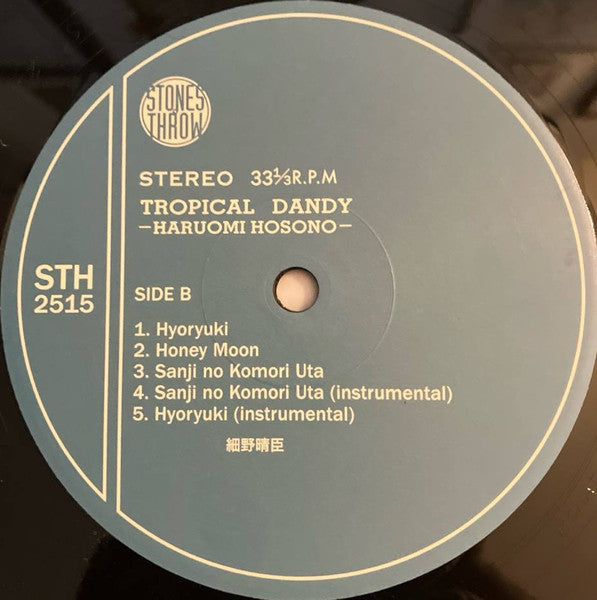 STONES
THROW
STEREO 33⅓R.P.M
TROPICAL DANDY
—HARUOMI HOSONO—
STH
2515
SIDE B
1. Hyoryuki
2. Honey Moon
3. Sanji no Komori Uta
4. Sanji no Komori Uta (instrumental)
5. Hyoryuki (instrumental)
細野晴臣